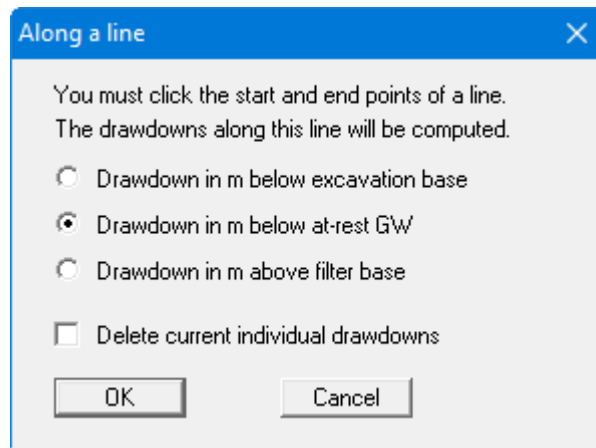 Along a line
You must click the start and end points of a line.
The drawdowns along this line will be computed.
Drawdown in m below excavation base
Drawdown in m below at-rest GW
Drawdown in m above filter base
Delete current individual drawdowns
OK
Cancel